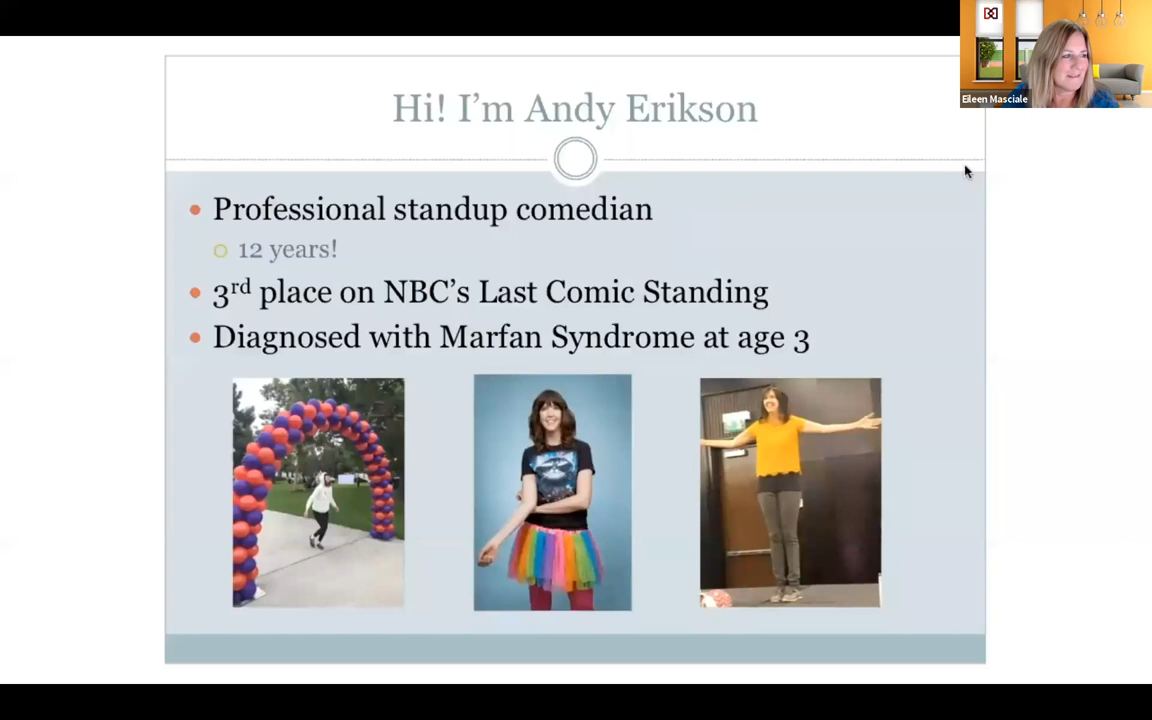 Hi! I'm Andy Erikson
Eileen Masciale
Professional standup comedian
12 years!
3rd place on NBC's Last Comic Standing
Diagnosed with Marfan Syndrome at age 3